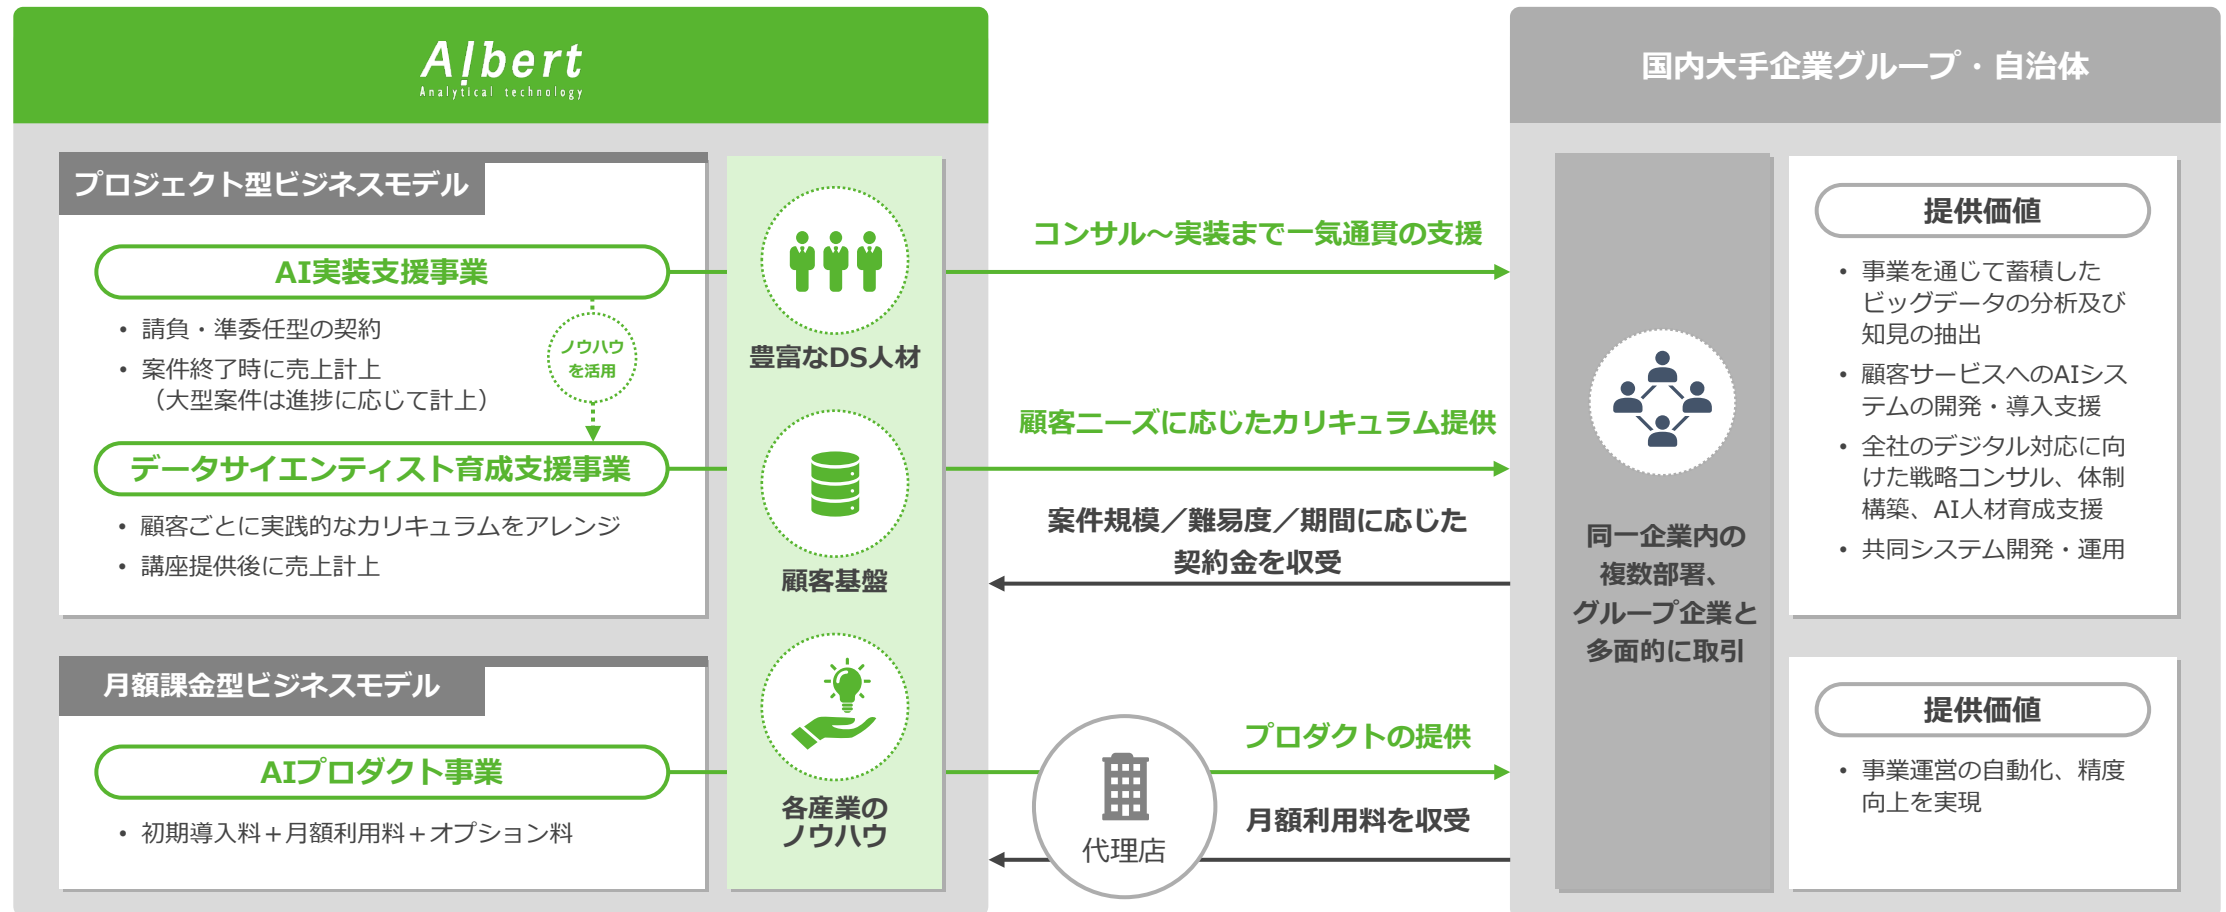 Albert
Analytical technology
プロジェクト型ビジネスモデル
AI実装支援事業
• 請負・準委任型の契約
• 案件終了時に売上計上
（大型案件は進捗に応じて計上）
ノウハウ
を活用
データサイエンティスト育成支援事業
• 顧客ごとに実践的なカリキュラムをアレンジ
• 講座提供後に売上計上
月額課金型ビジネスモデル
AIプロダクト事業
• 初期導入料＋月額利用料＋オプション料
豊富なDS人材
顧客基盤
各産業の
ノウハウ
コンサル～実装まで一気通貫の支援
顧客ニーズに応じたカリキュラム提供
案件規模／難易度／期間に応じた
契約金を収受
プロダクトの提供
月額利用料を収受
代理店
国内大手企業グループ・自治体
同一企業内の
複数部署、
グループ企業と
多面的に取引
提供価値
• 事業を通じて蓄積した
ビッグデータの分析及び
知見の抽出
• 顧客サービスへのAIシス
テムの開発・導入支援
• 全社のデジタル対応に向
けた戦略コンサル、体制
構築、AI人材育成支援
• 共同システム開発・運用
提供価値
• 事業運営の自動化、精度
向上を実現